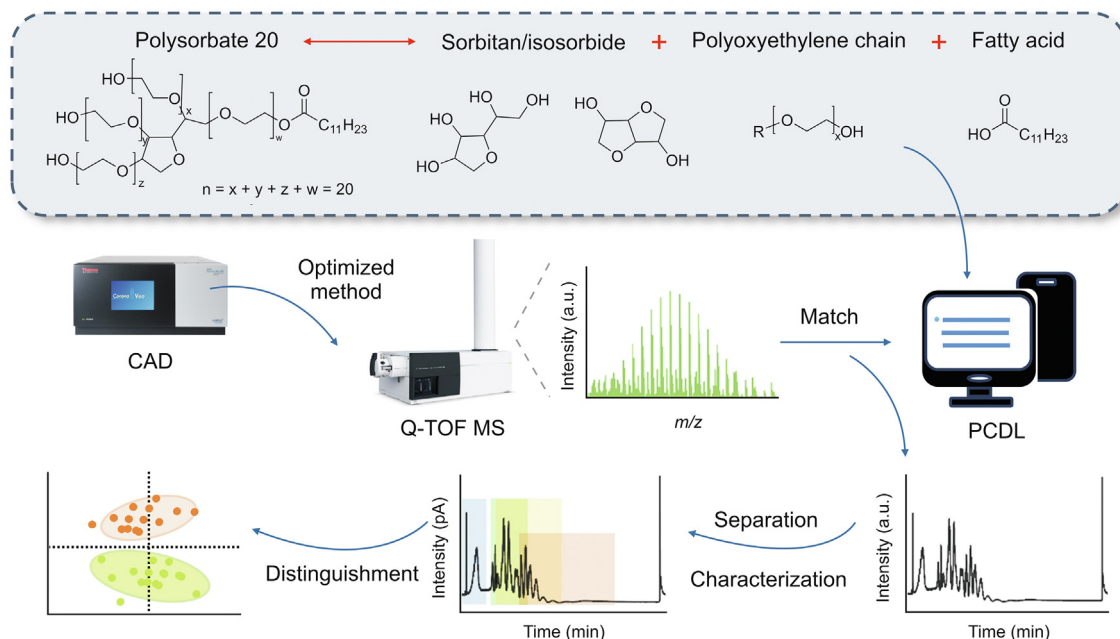 Polysorbate 20
Sorbitan/isosorbide + Polyoxyethylene chain + Fatty acid
HO O x
HO O y
HO O z
O O w
O
O
C₁₁H₂₃
O
n = x + y + z + w = 20
HO OH
HO
HO
O
HO
O
O
OH
R O x OH
O
HO C₁₁H₂₃
Thermo
CAD
Optimized
method
Q-TOF MS
Intensity (a.u.)
m/z
Match
PCDL
Distinguishment
Intensity (pA)
Time (min)
Separation
Characterization
Intensity (a.u.)
Time (min)